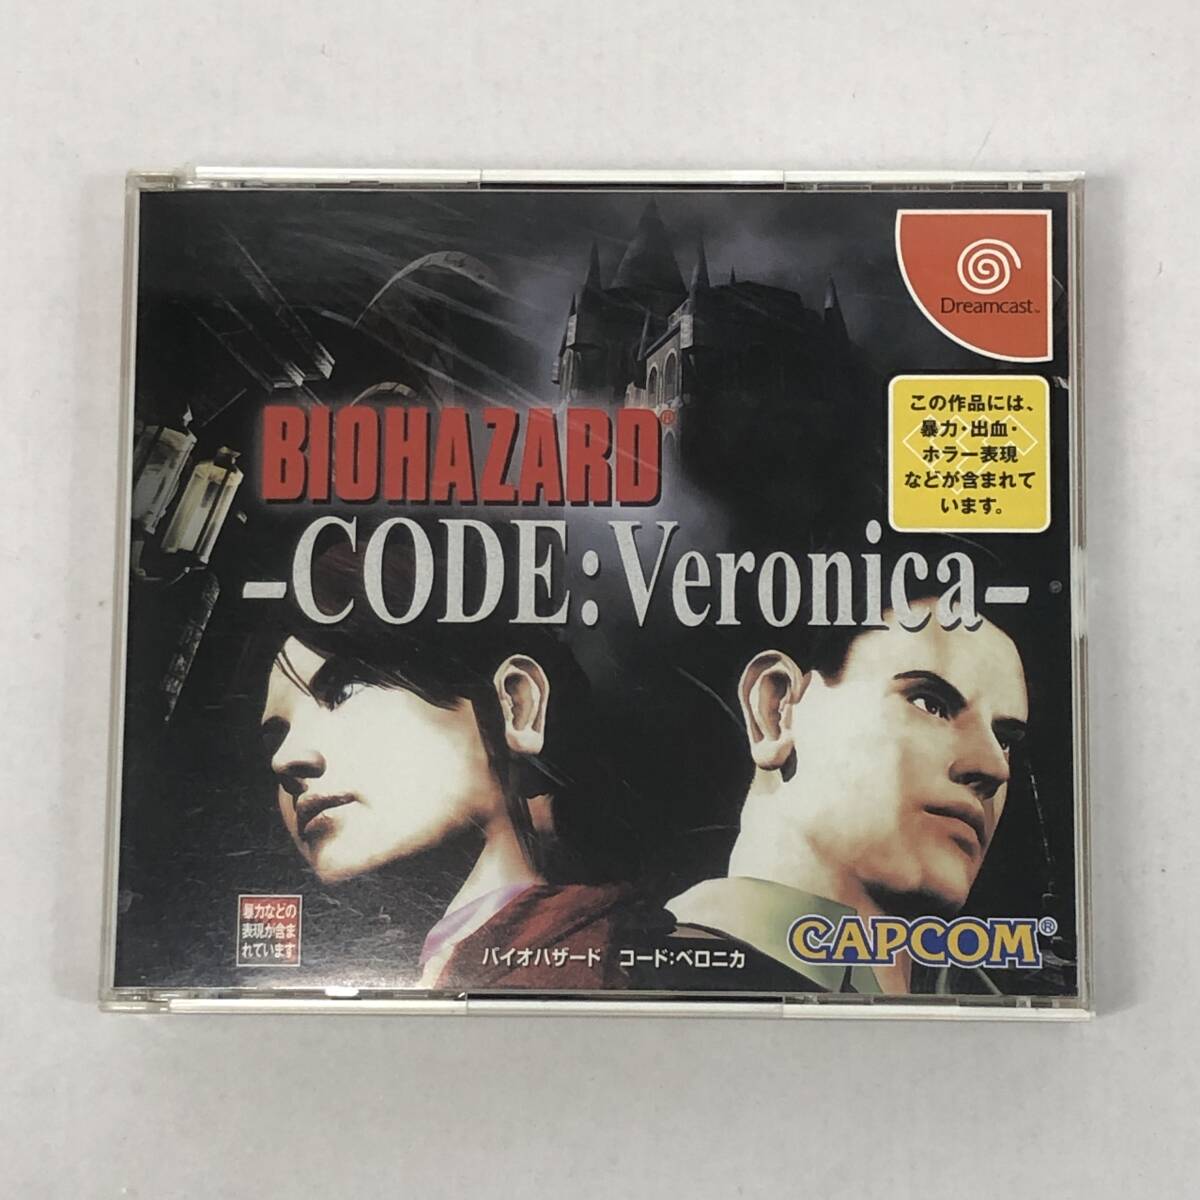 Dreamcast™
この作品には、
暴力・出血・
ホラー表現
などが含まれて
います。
BIOHAZARD®
-CODE:Veronica-
暴力などの
表現が含ま
れています
バイオハザード コード:ベロニカ
CAPCOM®